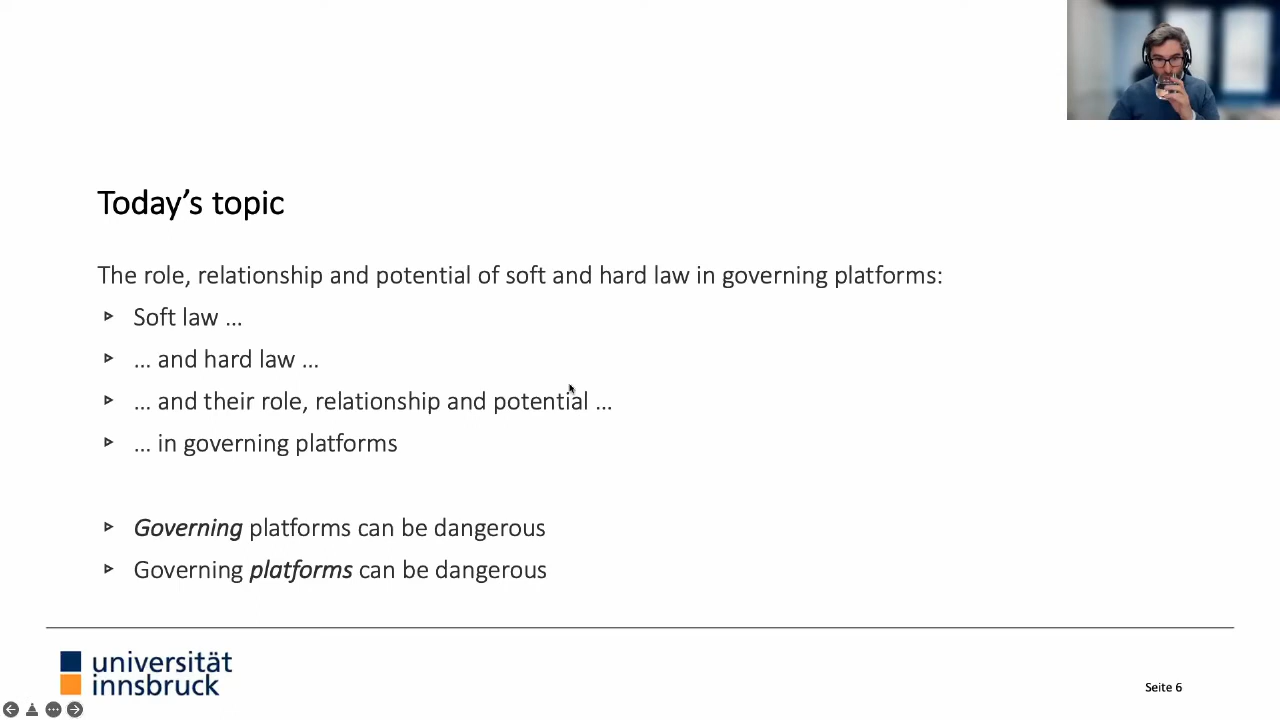 Today's topic
The role, relationship and potential of soft and hard law in governing platforms:
Soft law ...
... and hard law ...
... and their role, relationship and potential ...
... in governing platforms
Governing platforms can be dangerous
Governing platforms can be dangerous
universität
innsbruck
Seite 6